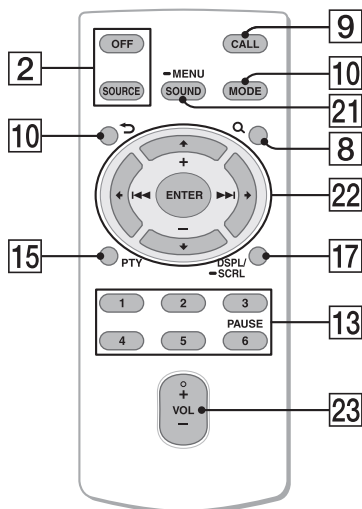 9
OFF
CALL
2
–MENU
10
SOURCE
SOUND
MODE
21
10
8
+
ENTER
22
–
15
PTY
DSPL/
–SCRL
17
1
2
3
13
PAUSE
4
5
6
+
VOL
23
–